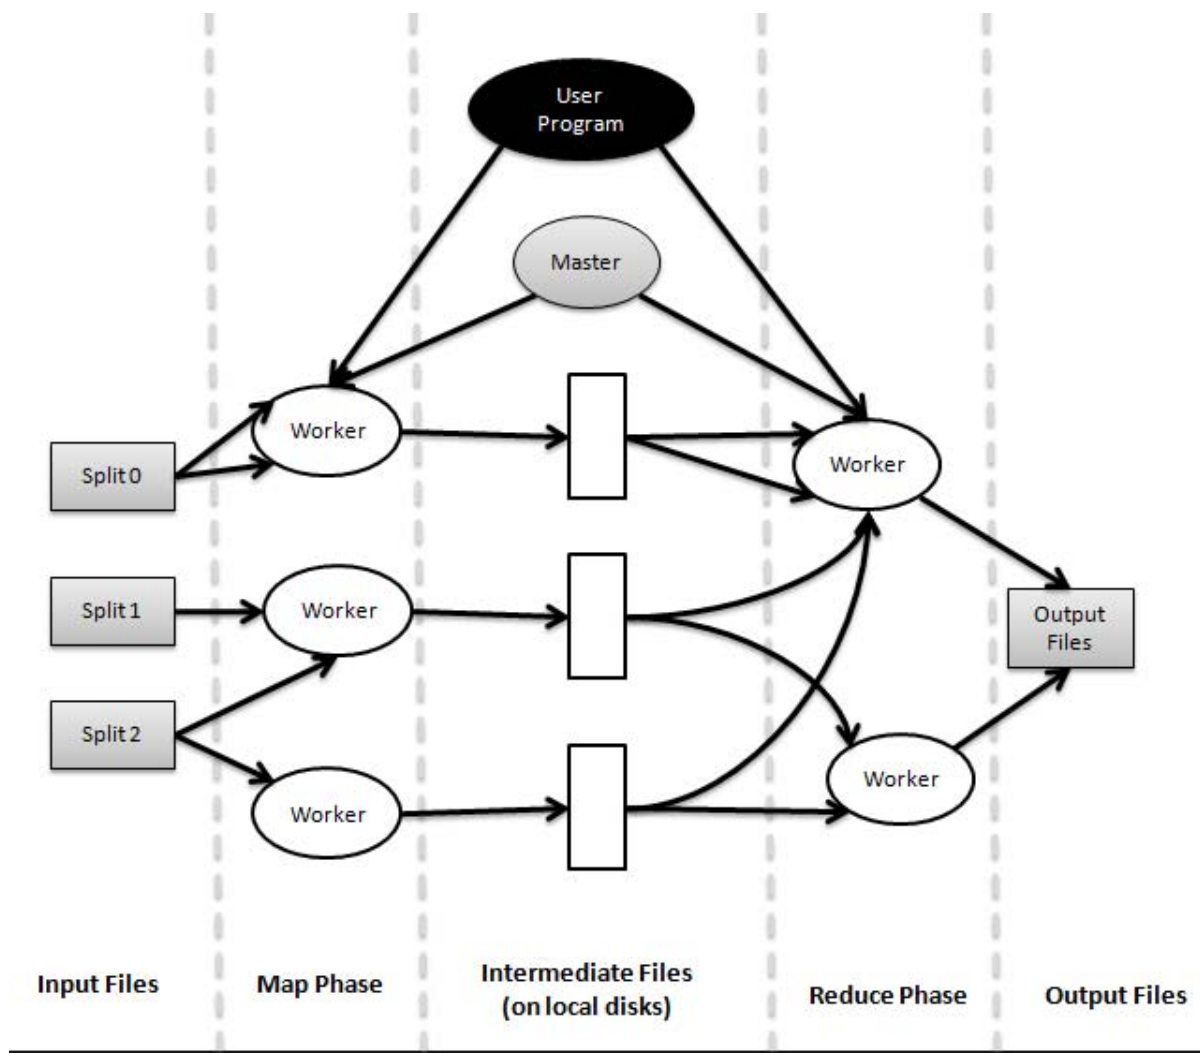 User
Program
Master
Worker
Worker
Split 0
Split 1
Worker
Output
Files
Split 2
Worker
Worker
Input Files
Map Phase
Intermediate Files
(on local disks)
Reduce Phase
Output Files